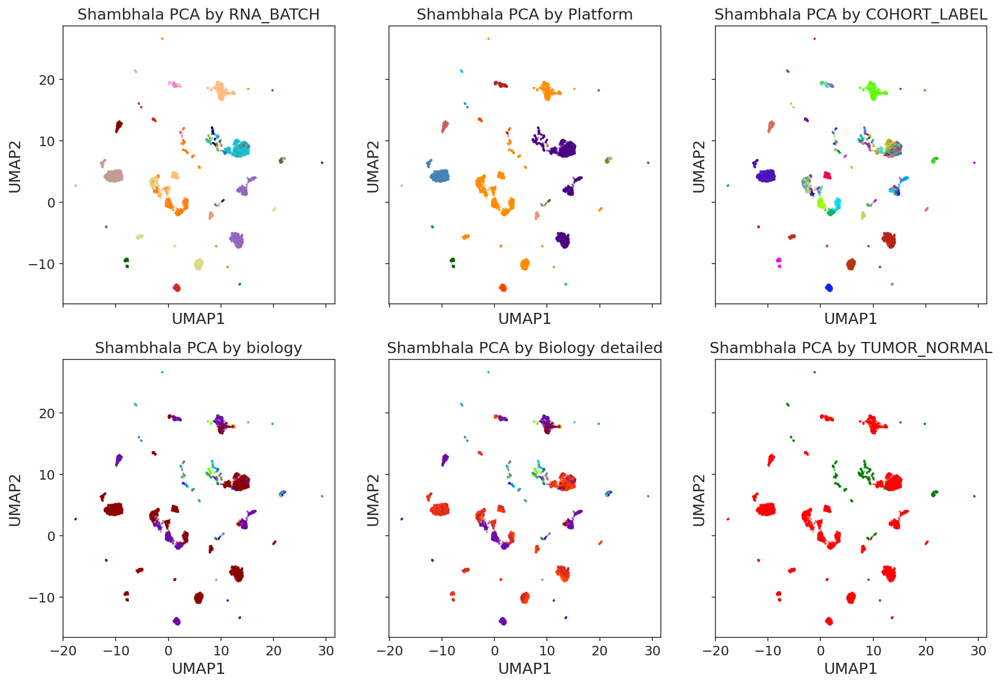 Shambhala PCA by RNA_BATCH
Shambhala PCA by Platform
Shambhala PCA by COHORT_LABEL
UMAP2
20
10
0
−10
UMAP1
UMAP2
UMAP1
UMAP2
UMAP1
Shambhala PCA by biology
Shambhala PCA by Biology detailed
Shambhala PCA by TUMOR_NORMAL
UMAP2
20
10
0
−10
−20 −10 0 10 20 30
UMAP1
UMAP2
−20 −10 0 10 20 30
UMAP1
UMAP2
−20 −10 0 10 20 30
UMAP1